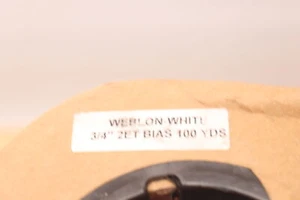 WEBLON-WHITE
3/4" 2ET BIAS 100 YDS